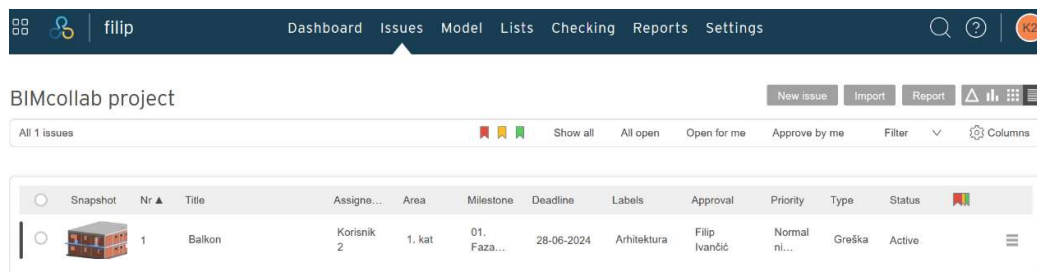 filip Dashboard Issues Model Lists Checking Reports Settings K2
BIMcollab project New issue Import Report
All 1 issues Show all All open Open for me Approve by me Filter Columns
Snapshot Nr ▲ Title Assigne... Area Milestone Deadline Labels Approval Priority Type Status
1 Balkon Korisnik 2 1. kat 01. Faza... 28-06-2024 Arhitektura Filip Ivančić Normal ni... Greška Active